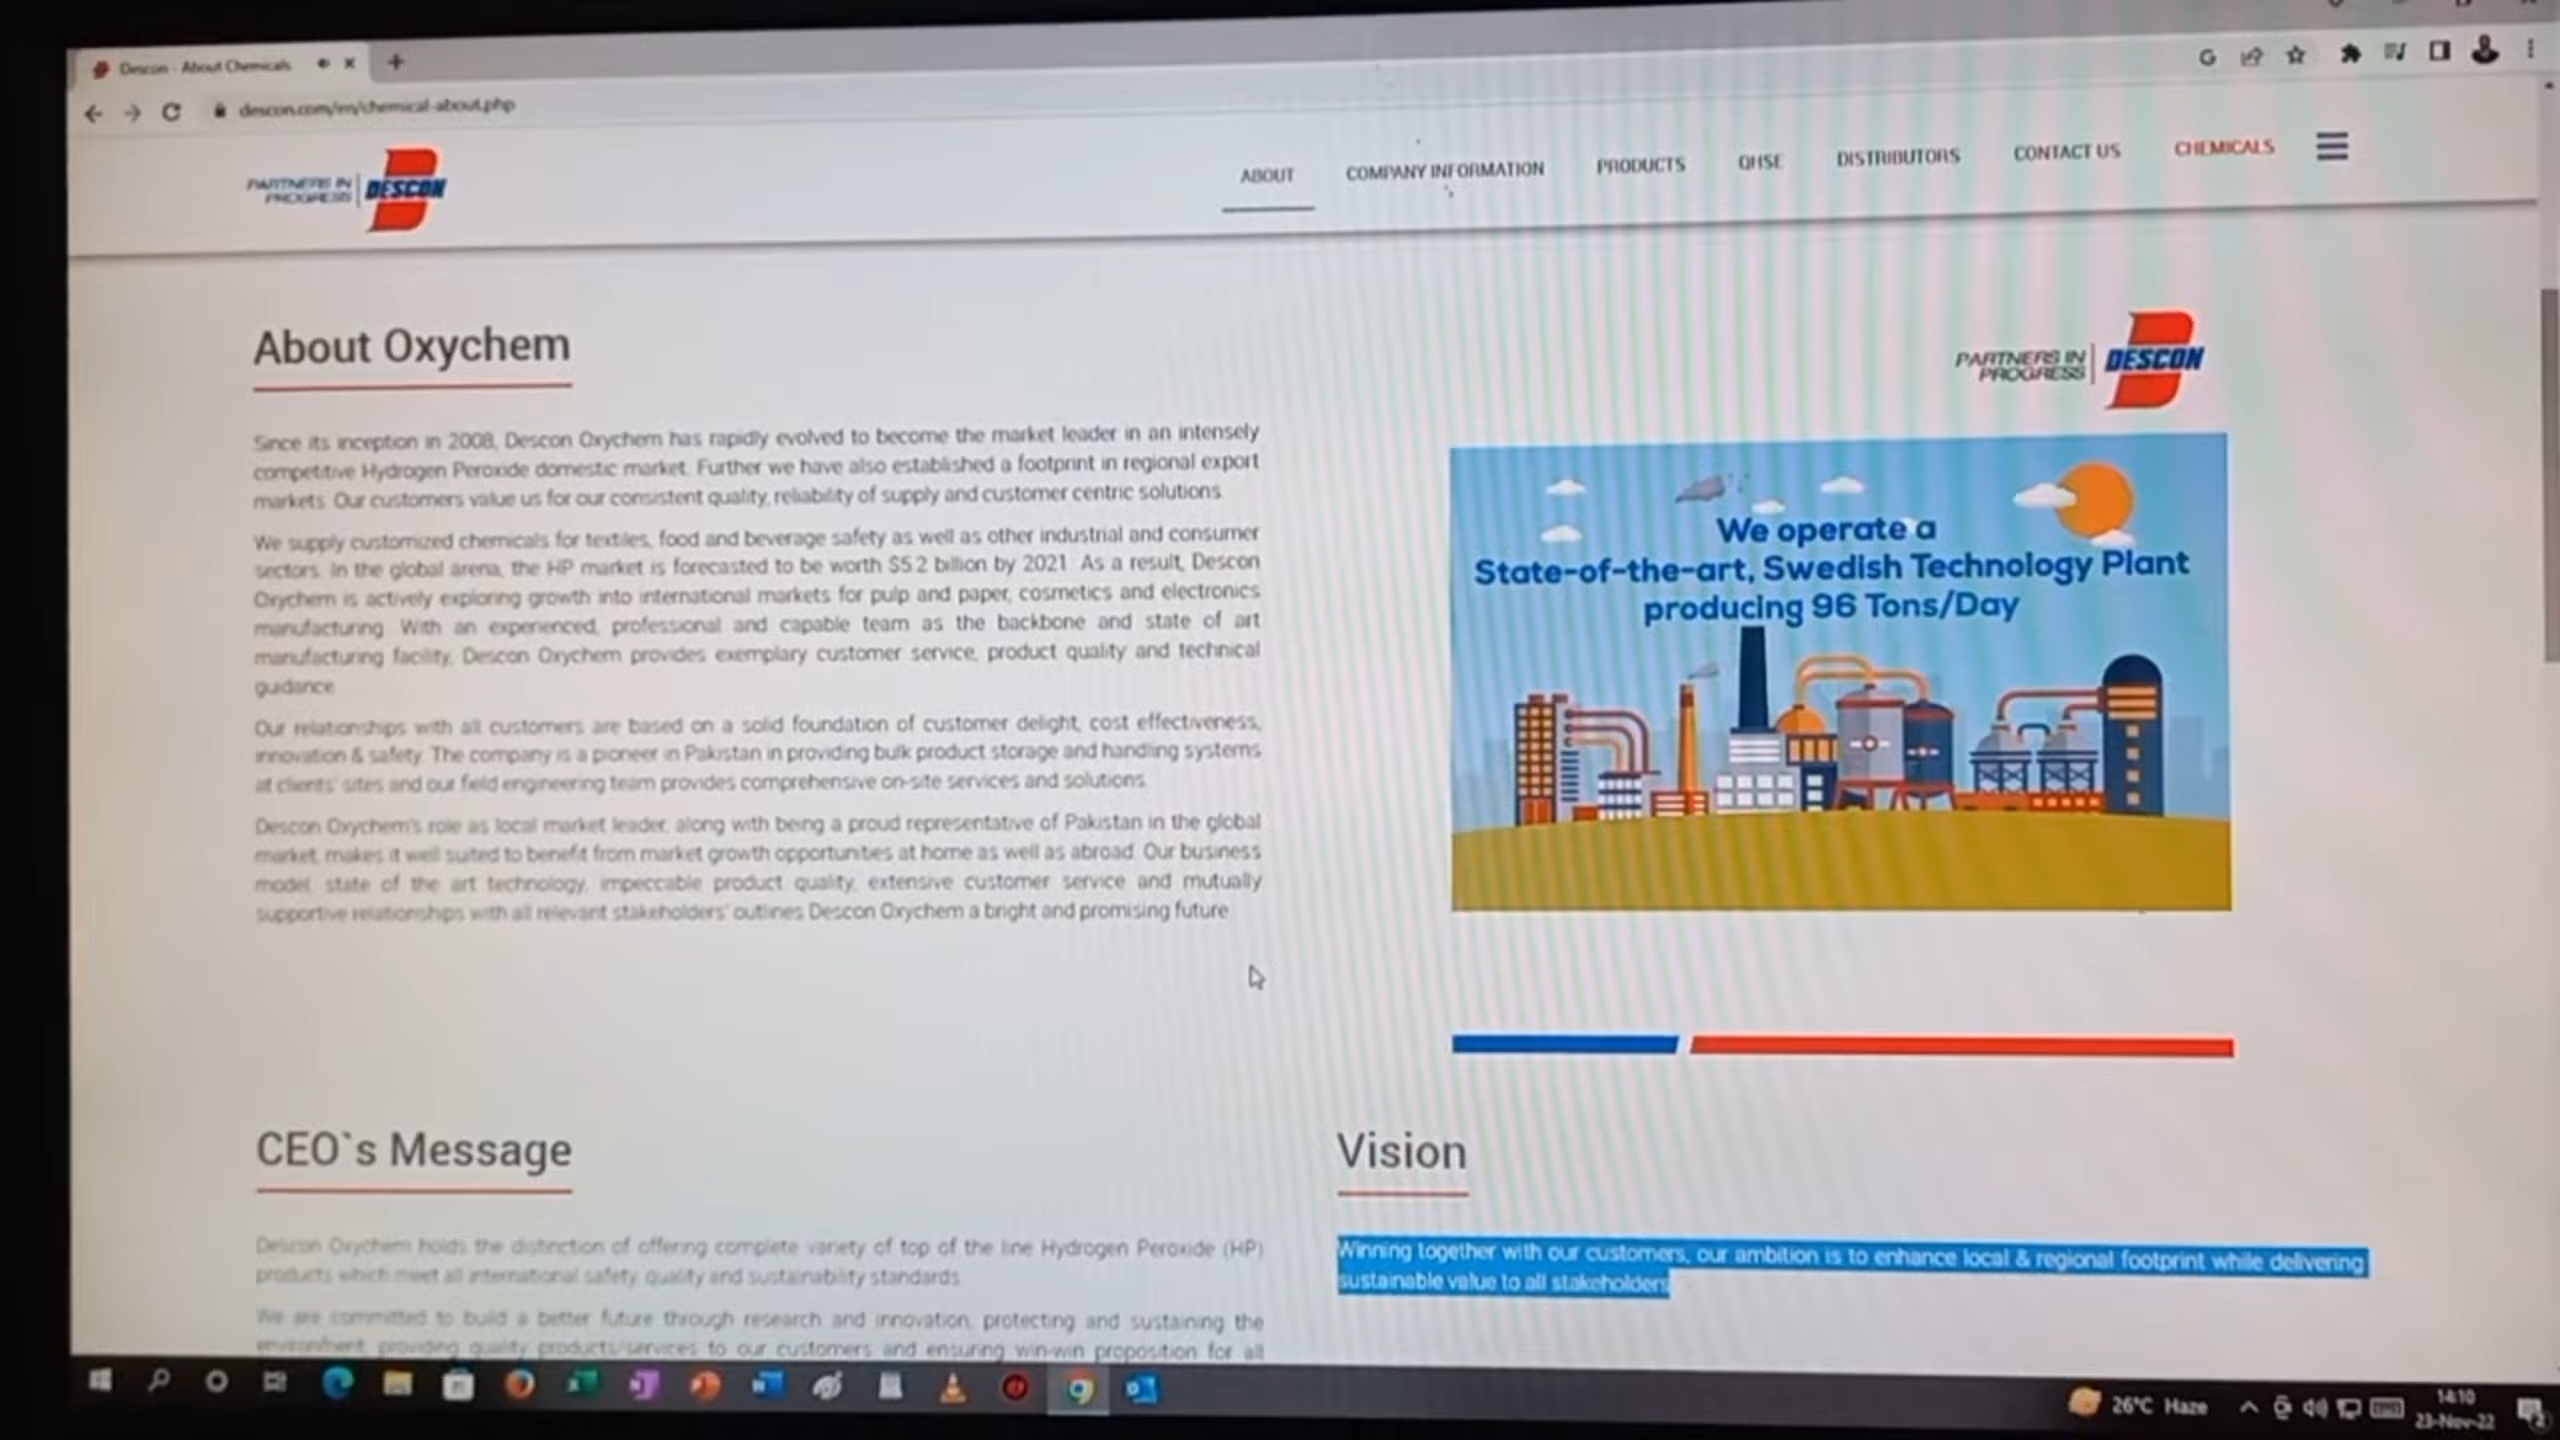 Descon - About Chemicals
descon.com/en/chemical-about.php
PARTNERS IN
PROGRESS
DESCON
ABOUT
COMPANY INFORMATION
PRODUCTS
QHSE
DISTRIBUTORS
CONTACT US
CHEMICALS
About Oxychem
Since its inception in 2008, Descon Oxychem has rapidly evolved to become the market leader in an intensely
competitive Hydrogen Peroxide domestic market. Further we have also established a footprint in regional export
markets. Our customers value us for our consistent quality, reliability of supply and customer centric solutions.
We supply customized chemicals for textiles, food and beverage safety as well as other industrial and consumer
sectors. In the global arena, the HP market is forecasted to be worth $5.2 billion by 2021. As a result, Descon
Oxychem is actively exploring growth into international markets for pulp and paper, cosmetics and electronics
manufacturing. With an experienced, professional and capable team as the backbone and state of art
manufacturing facility, Descon Oxychem provides exemplary customer service, product quality and technical
guidance.
Our relationships with all customers are based on a solid foundation of customer delight, cost effectiveness,
innovation & safety. The company is a pioneer in Pakistan in providing bulk product storage and handling systems
at clients' sites and our field engineering team provides comprehensive on-site services and solutions.
Descon Oxychem's role as local market leader, along with being a proud representative of Pakistan in the global
market, makes it well suited to benefit from market growth opportunities at home as well as abroad. Our business
model, state of the art technology, impeccable product quality, extensive customer service and mutually
supportive relationships with all relevant stakeholders' outlines Descon Oxychem a bright and promising future.
PARTNERS IN
PROGRESS
DESCON
We operate a
State-of-the-art, Swedish Technology Plant
producing 96 Tons/Day
CEO`s Message
Descon Oxychem holds the distinction of offering complete variety of top of the line Hydrogen Peroxide (HP)
products which meet all international safety, quality and sustainability standards.
We are committed to build a better future through research and innovation, protecting and sustaining the
environment, providing quality products/services to our customers and ensuring win-win proposition for all
Vision
Winning together with our customers, our ambition is to enhance local & regional footprint while delivering
sustainable value to all stakeholders
26°C Haze
14:10
23-Nov-22